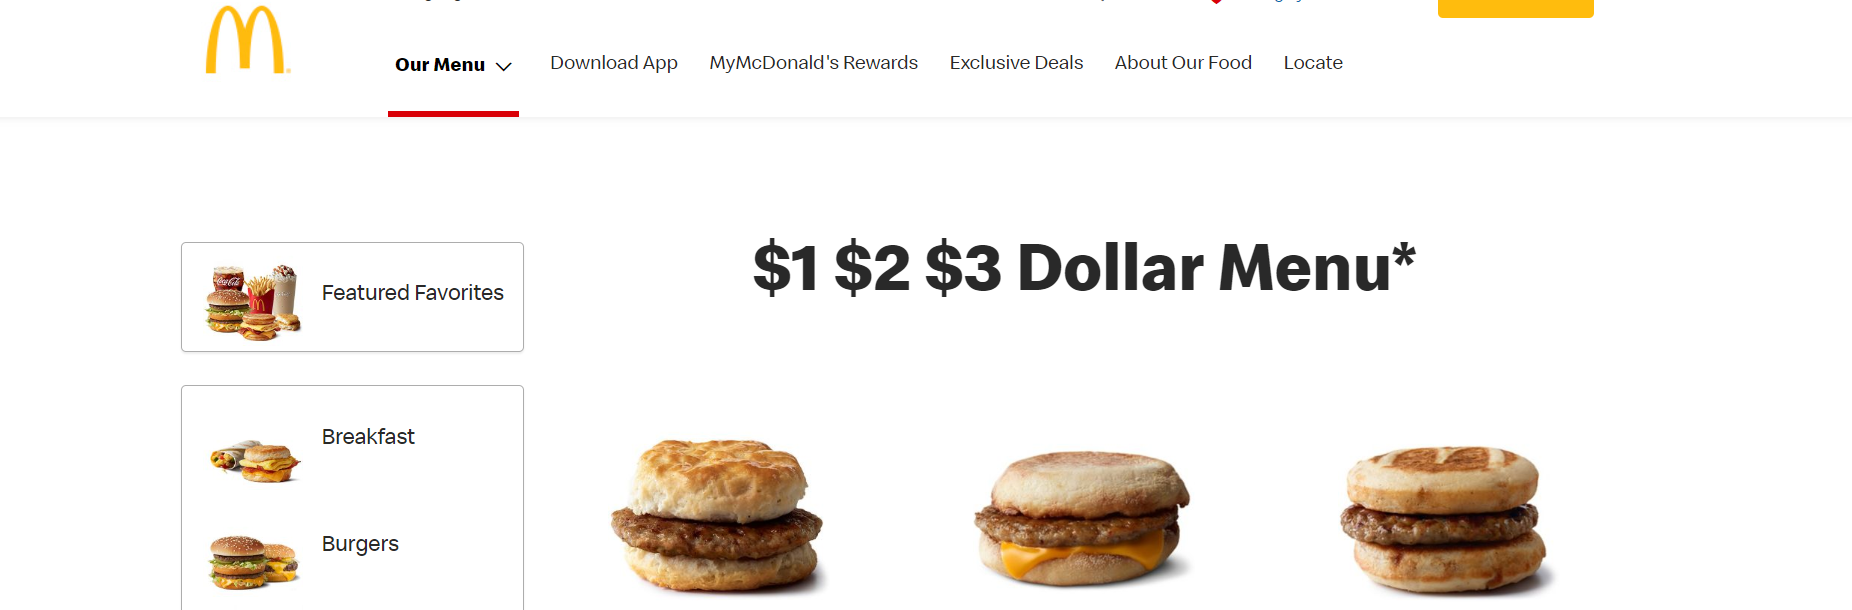 Our Menu
Download App
MyMcDonald's Rewards
Exclusive Deals
About Our Food
Locate
$1 $2 $3 Dollar Menu*
Featured Favorites
Breakfast
Burgers